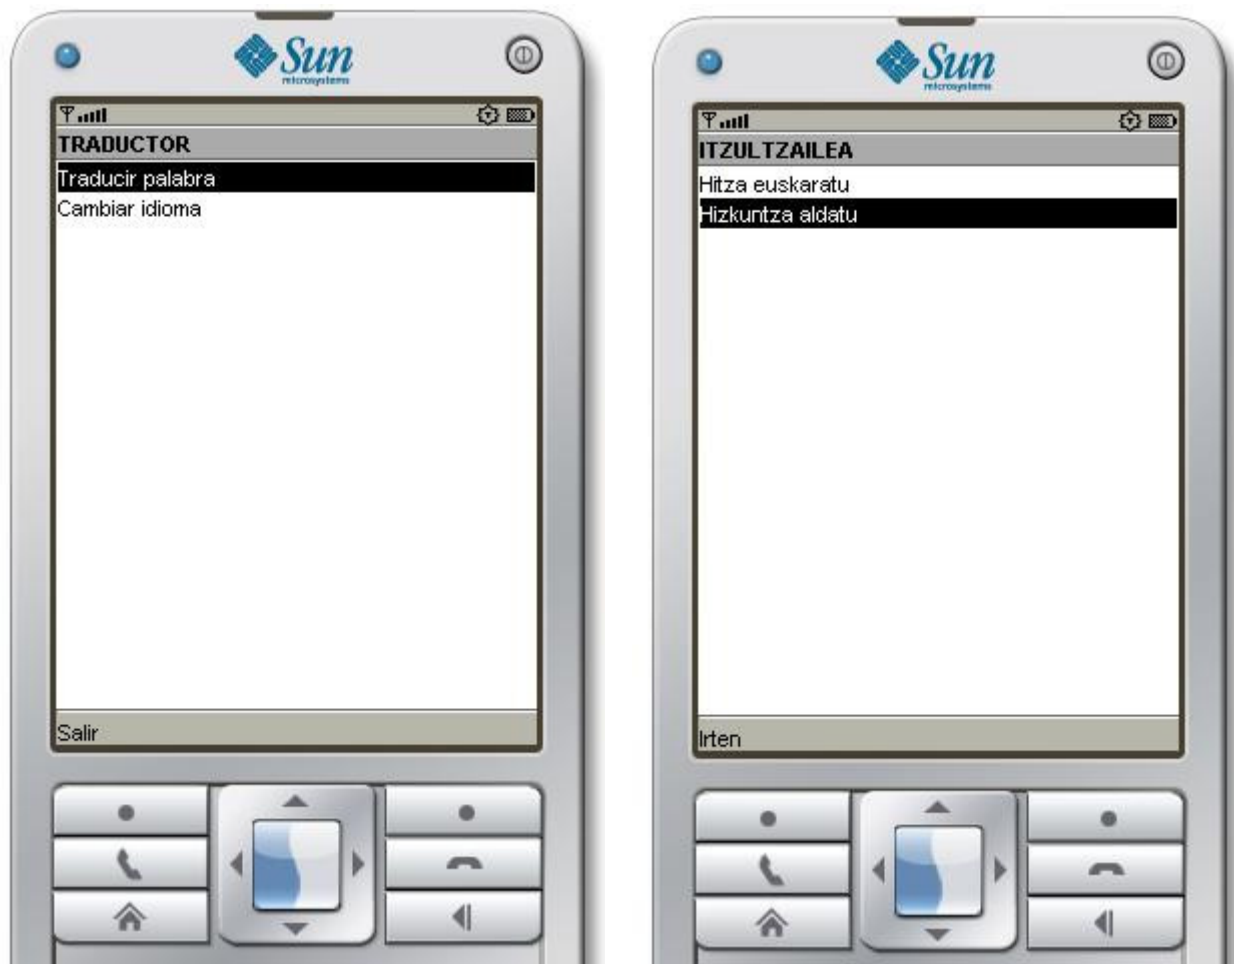 Sun
microsystems
TRADUCTOR
Traducir palabra
Cambiar idioma
Salir
Sun
microsystems
ITZULTZAILEA
Hitza euskaratu
Hizkuntza aldatu
Irten